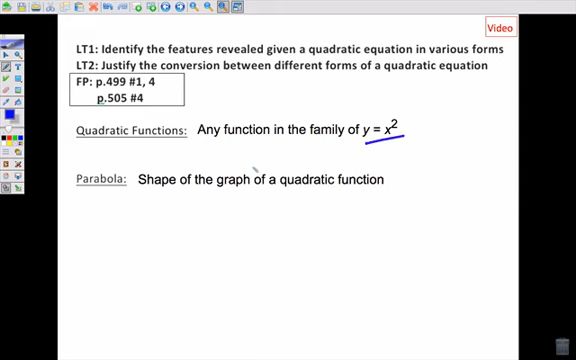 Video
LT1: Identify the features revealed given a quadratic equation in various forms
LT2: Justify the conversion between different forms of a quadratic equation
FP: p.499 #1, 4
p.505 #4
Quadratic Functions: Any function in the family of y = x²
Parabola: Shape of the graph of a quadratic function